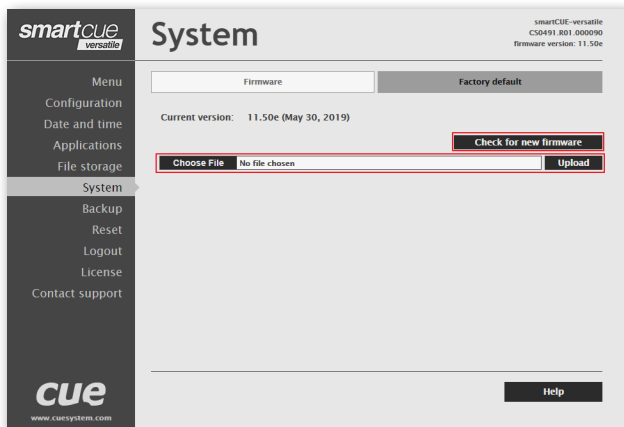 smartcue
versatile
System
smartCUE-versatile
CS0491.R01.000090
firmware version: 11.50e
Menu
Configuration
Date and time
Applications
File storage
System
Backup
Reset
Logout
License
Contact support
Firmware
Factory default
Current version: 11.50e (May 30, 2019)
Check for new firmware
Choose File No file chosen Upload
Help
cue
www.cuesystem.com